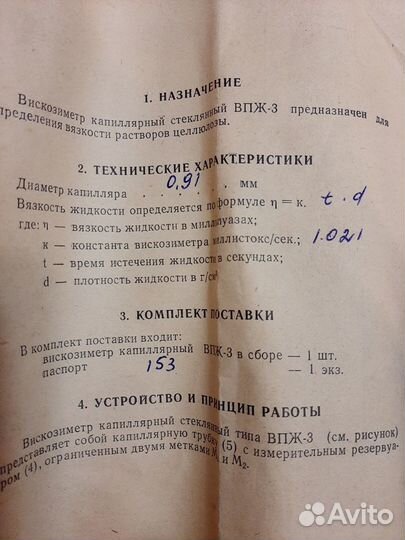 1. НАЗНАЧЕНИЕ
Вискозиметр капиллярный стеклянный ВПЖ-3 предназначен для
определения вязкости растворов целлюлозы.
2. ТЕХНИЧЕСКИЕ ХАРАКТЕРИСТИКИ
Диаметр капилляра . . 0,91 . . мм
Вязкость жидкости определяется по формуле η = к. t. d
где: η — вязкость жидкости в миллипуазах;
к — константа вискозиметра миллистокс/сек.; 1.021
t — время истечения жидкости в секундах;
d — плотность жидкости в г/см³
3. КОМПЛЕКТ ПОСТАВКИ
В комплект поставки входит:
вискозиметр капиллярный ВПЖ-3 в сборе — 1 шт.
паспорт 153 — 1 экз.
4. УСТРОЙСТВО И ПРИНЦИП РАБОТЫ
Вискозиметр капиллярный стеклянный типа ВПЖ-3 (см. рисунок)
представляет собой капиллярную трубку (5) с измерительным резервуа-
ром (4), ограниченным двумя метками М₁ и М₂.
Avito